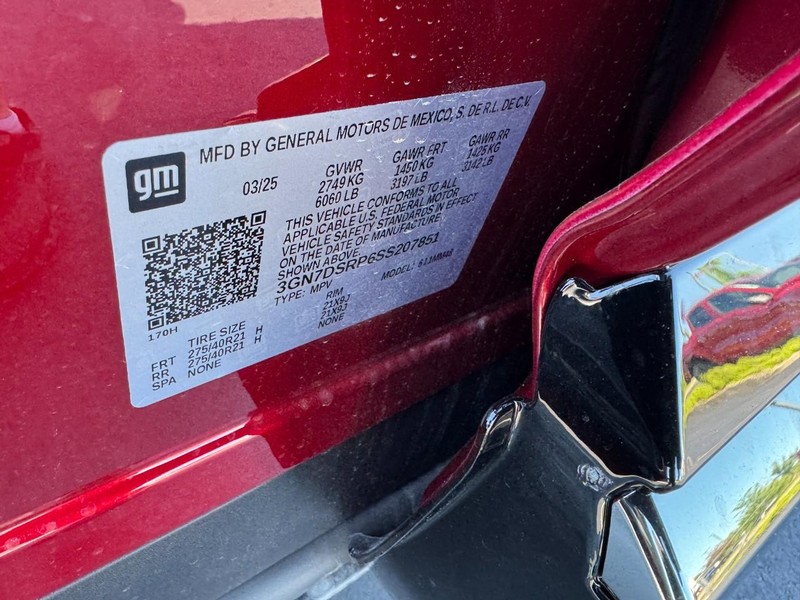 gm
MFD BY GENERAL MOTORS DE MEXICO, S. DE R.L. DE C.V.
03/25 GVWR GAWR FRT GAWR RR
2749 KG 1450 KG 1425 KG
6060 LB 3197 LB 3142 LB
THIS VEHICLE CONFORMS TO ALL
APPLICABLE U.S. FEDERAL MOTOR
VEHICLE SAFETY STANDARDS IN EFFECT
ON THE DATE OF MANUFACTURE
SHOWN ABOVE.
3GN7DSRP6SS207851
TYPE: MPV MODEL: 611MM48
170H
TIRE SIZE RIM
FRT 275/40R21 H 21X9J
RR 275/40R21 H 21X9J
SPA NONE NONE